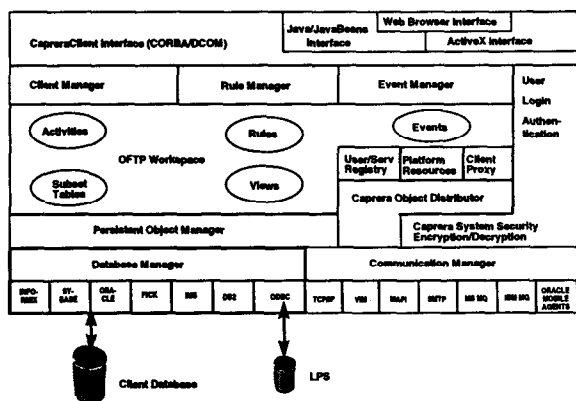 Web Browser Interface
CapreraClient Interface (CORBA/DCOM)
Java/JavaBeans
Interface
ActiveX Interface
Client Manager
Rule Manager
Event Manager
User
Login
Authen-
tication
Activities
Rules
Events
OFTP Workspace
User/Serv
Registry
Platform
Resources
Client
Proxy
Subset
Tables
Views
Caprera Object Distributor
Persistent Object Manager
Caprera System Security
Encryption/Decryption
Database Manager
Communication Manager
INFO-
RMIX
SY-
BASE
ORA-
CLE
PICK
IMS
DB2
ODBC
TCP/IP
VIM
MAPI
SMTP
MS MQ
IBM MQ
ORACLE
MOBILE
AGENTS
Client Database
LPS